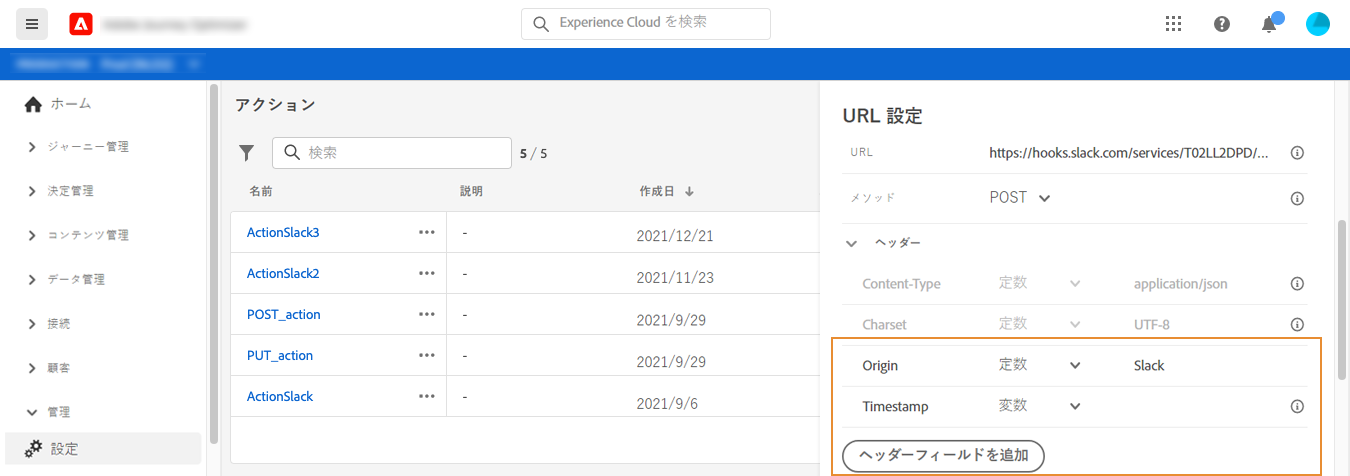 Experience Cloud を検索
ホーム
ジャーニー管理
決定管理
コンテンツ管理
データ管理
接続
顧客
管理
設定
アクション
検索
5 / 5
名前 説明 作成日
ActionSlack3 - 2021/12/21
ActionSlack2 - 2021/11/23
POST_action - 2021/9/29
PUT_action - 2021/9/29
ActionSlack - 2021/9/6
URL 設定
URL https://hooks.slack.com/services/T02LL2DPD/...
メソッド POST
ヘッダー
Content-Type 定数 application/json
Charset 定数 UTF-8
Origin 定数 Slack
Timestamp 変数
ヘッダーフィールドを追加